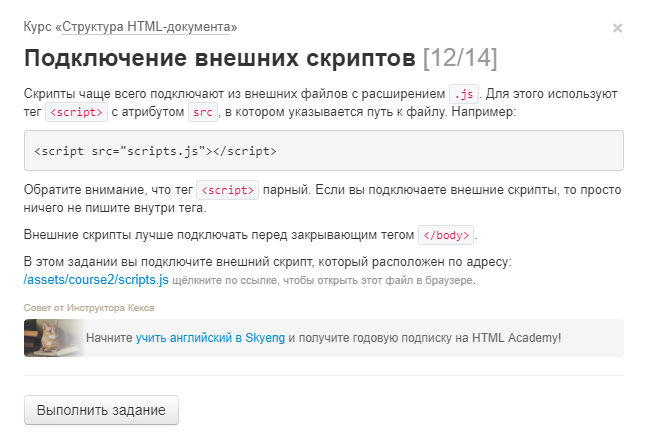 Курс «Структура HTML-документа»
×
Подключение внешних скриптов [12/14]
Скрипты чаще всего подключают из внешних файлов с расширением .js. Для этого используют
тег <script> с атрибутом src, в котором указывается путь к файлу. Например:
<script src="scripts.js"></script>
Обратите внимание, что тег <script> парный. Если вы подключаете внешние скрипты, то просто
ничего не пишите внутри тега.
Внешние скрипты лучше подключать перед закрывающим тегом </body>.
В этом задании вы подключите внешний скрипт, который расположен по адресу:
/assets/course2/scripts.js щёлкните по ссылке, чтобы открыть этот файл в браузере.
Совет от Инструктора Кекса
Начните учить английский в Skyeng и получите годовую подписку на HTML Academy!
Выполнить задание